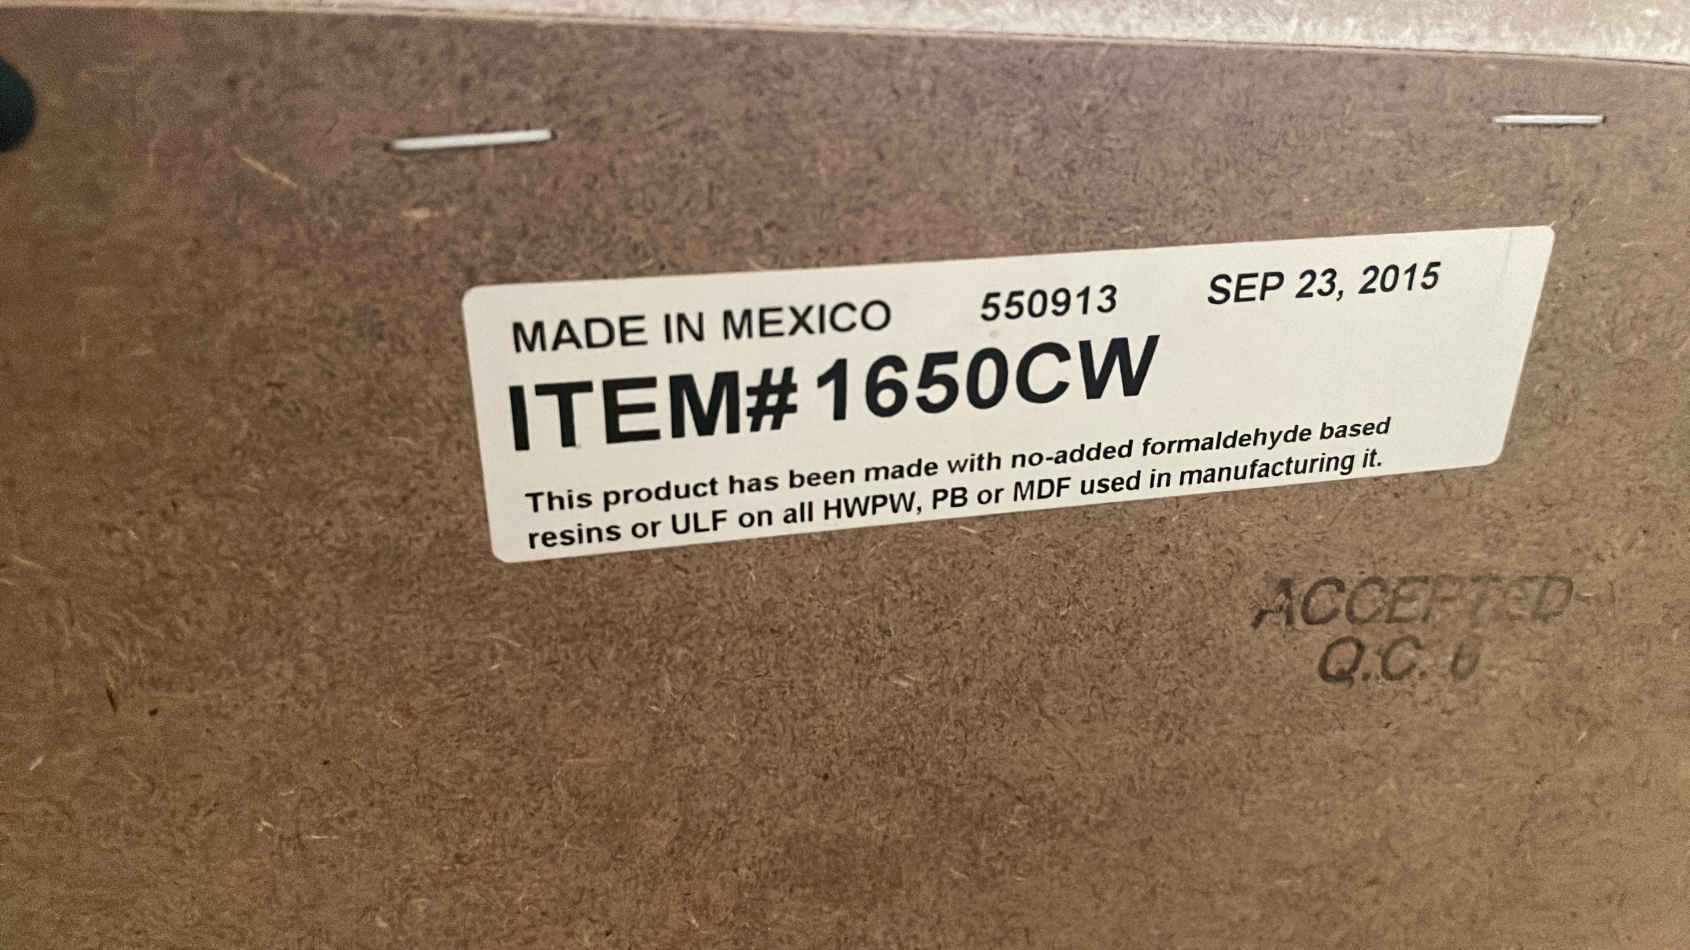 MADE IN MEXICO 550913 SEP 23, 2015
ITEM# 1650CW
This product has been made with no-added formaldehyde based
resins or ULF on all HWPW, PB or MDF used in manufacturing it.
ACCEPTED
Q.C.